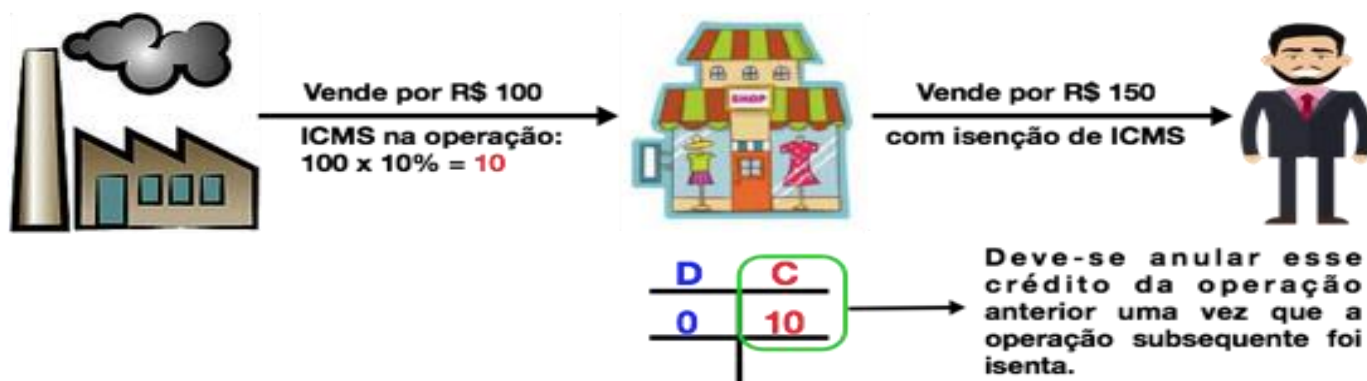 Vende por R$ 100
ICMS na operação:
100 x 10% = 10
SHOP
Vende por R$ 150
com isenção de ICMS
D C
0 10
Deve-se anular esse
crédito da operação
anterior uma vez que a
operação subsequente foi
isenta.